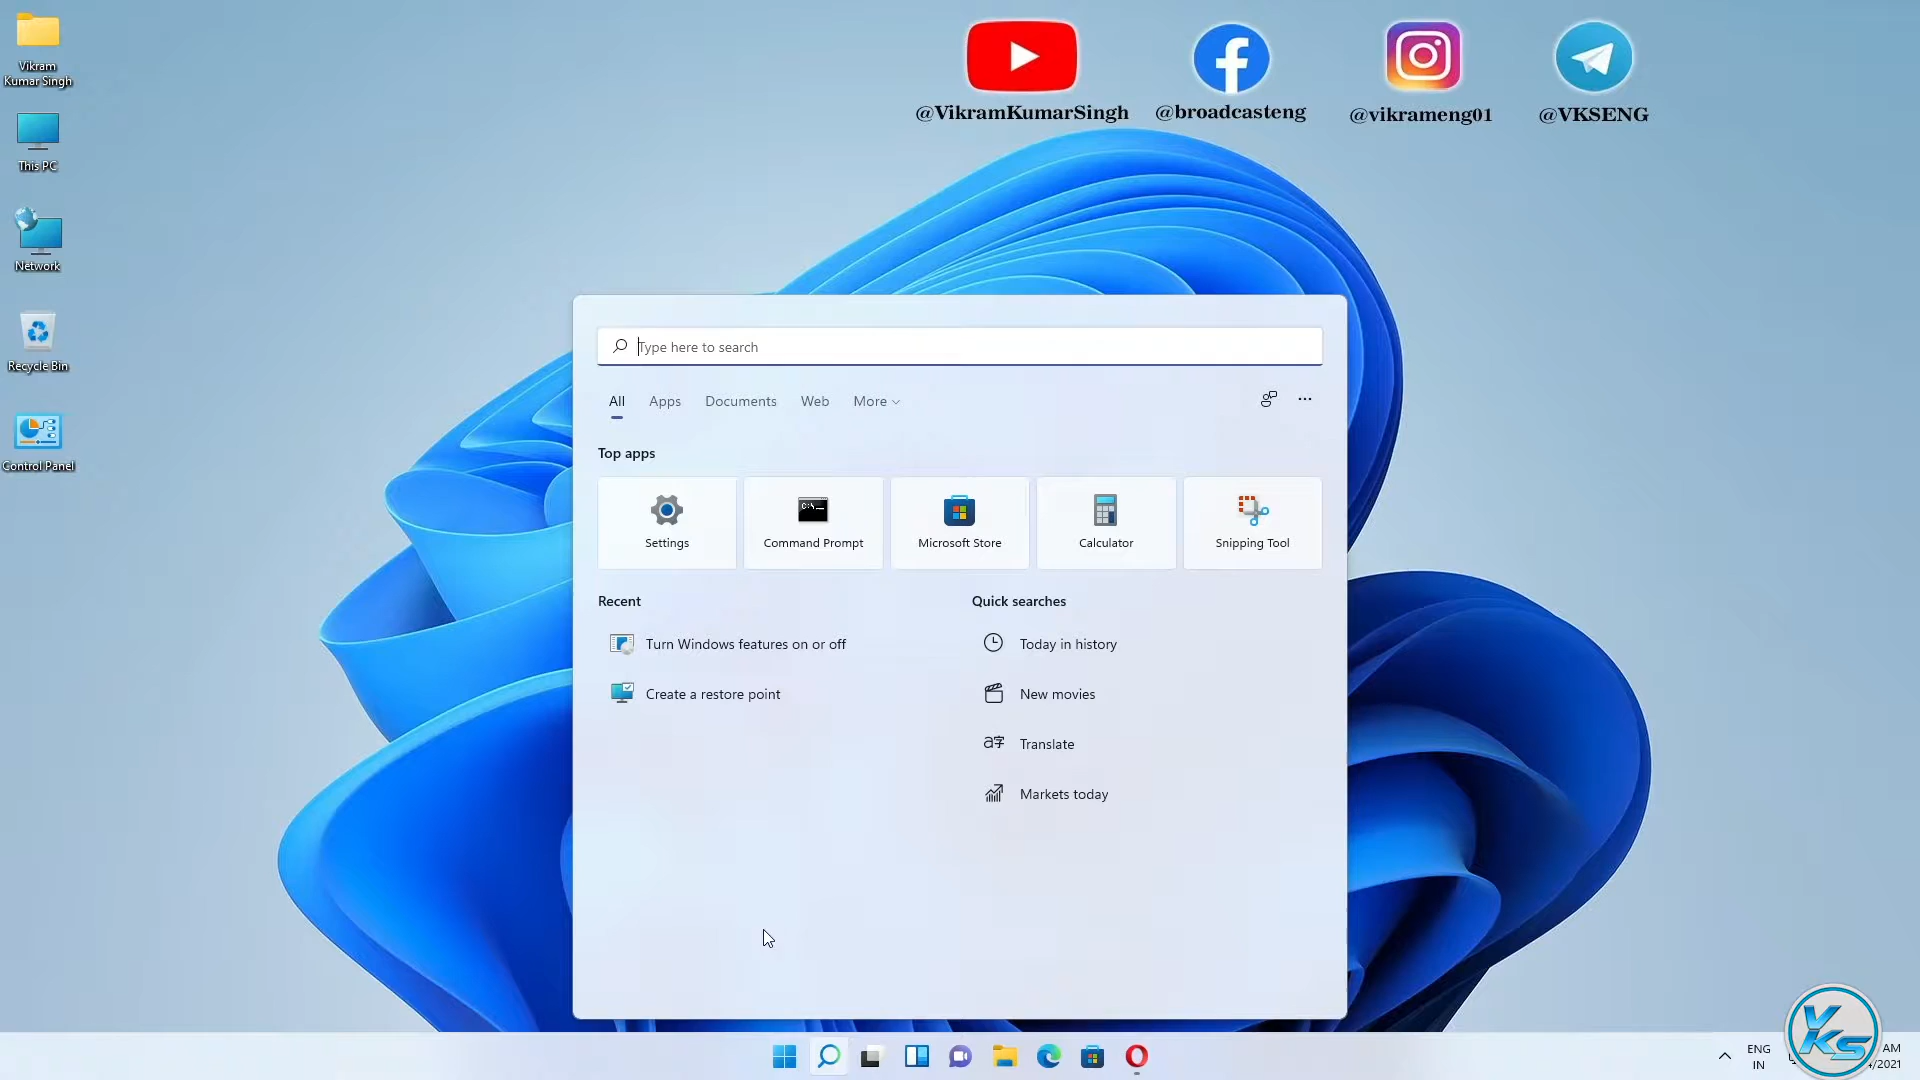 Vikram
Kumar Singh
This PC
Network
Recycle Bin
Control Panel
@VikramKumarSingh
@broadcasteng
@vikrameng01
@VKSENG
Type here to search
All
Apps
Documents
Web
More
Top apps
Settings
C:\
Command Prompt
Microsoft Store
Calculator
Snipping Tool
Recent
Turn Windows features on or off
Create a restore point
Quick searches
Today in history
New movies
Translate
Markets today
ENG
IN
AM
/2021
VKS